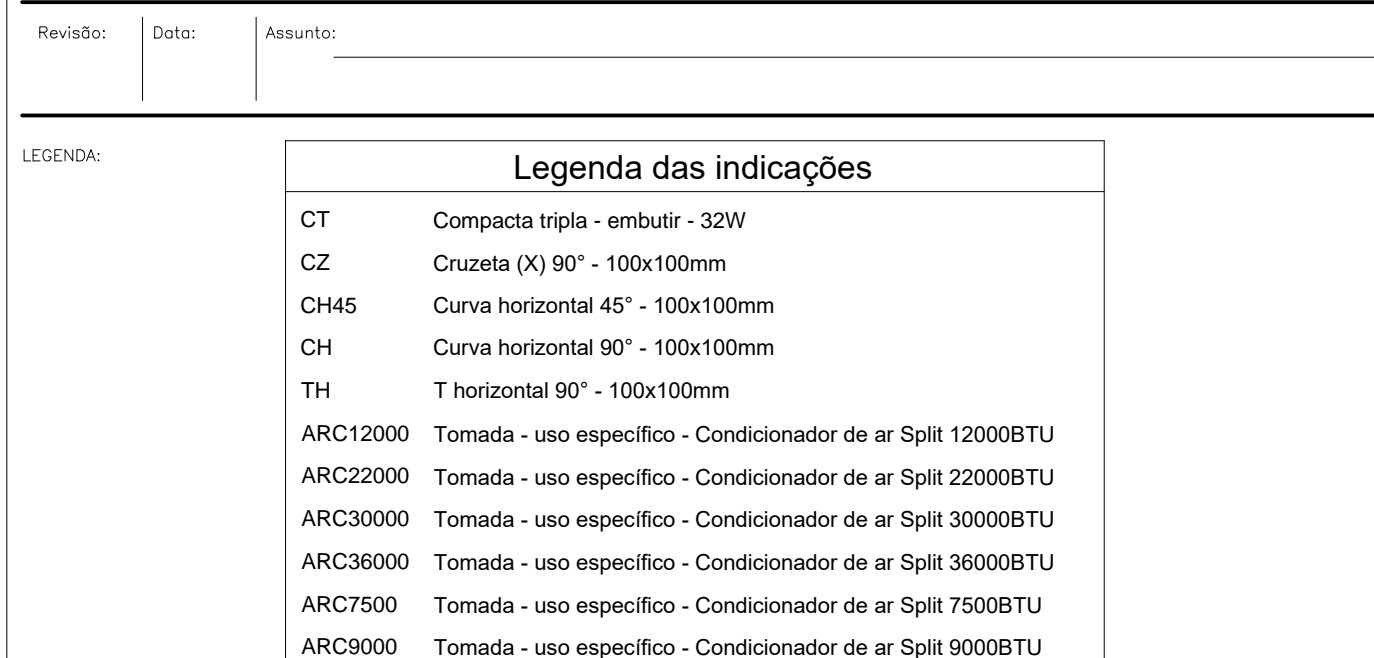 Revisão: Data: Assunto:
LEGENDA:
Legenda das indicações
CT Compacta tripla - embutir - 32W
CZ Cruzeta (X) 90° - 100x100mm
CH45 Curva horizontal 45° - 100x100mm
CH Curva horizontal 90° - 100x100mm
TH T horizontal 90° - 100x100mm
ARC12000 Tomada - uso específico - Condicionador de ar Split 12000BTU
ARC22000 Tomada - uso específico - Condicionador de ar Split 22000BTU
ARC30000 Tomada - uso específico - Condicionador de ar Split 30000BTU
ARC36000 Tomada - uso específico - Condicionador de ar Split 36000BTU
ARC7500 Tomada - uso específico - Condicionador de ar Split 7500BTU
ARC9000 Tomada - uso específico - Condicionador de ar Split 9000BTU